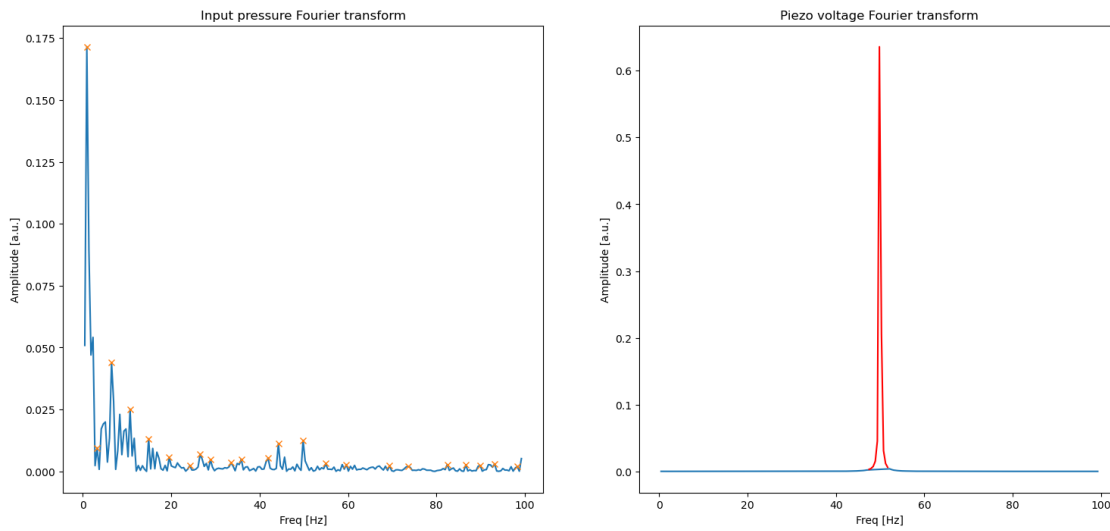 Input pressure Fourier transform
Piezo voltage Fourier transform
0.175
0.150
0.125
0.100
0.075
0.050
0.025
0.000
Amplitude [a.u.]
0 20 40 60 80 100
Freq [Hz]
0.6
0.5
0.4
0.3
0.2
0.1
0.0
Amplitude [a.u.]
0 20 40 60 80 100
Freq [Hz]